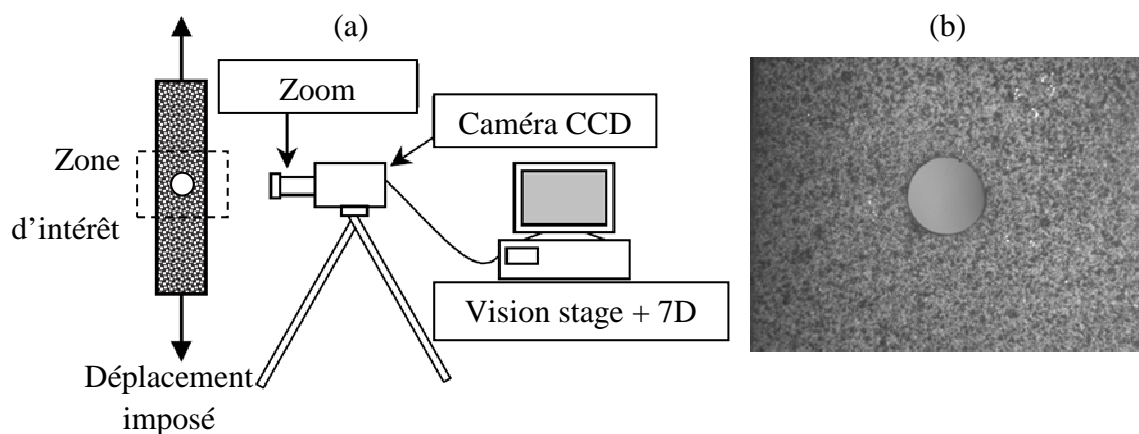 (a)
(b)
Zoom
Caméra CCD
Zone
d’intérêt
Vision stage + 7D
Déplacement
imposé